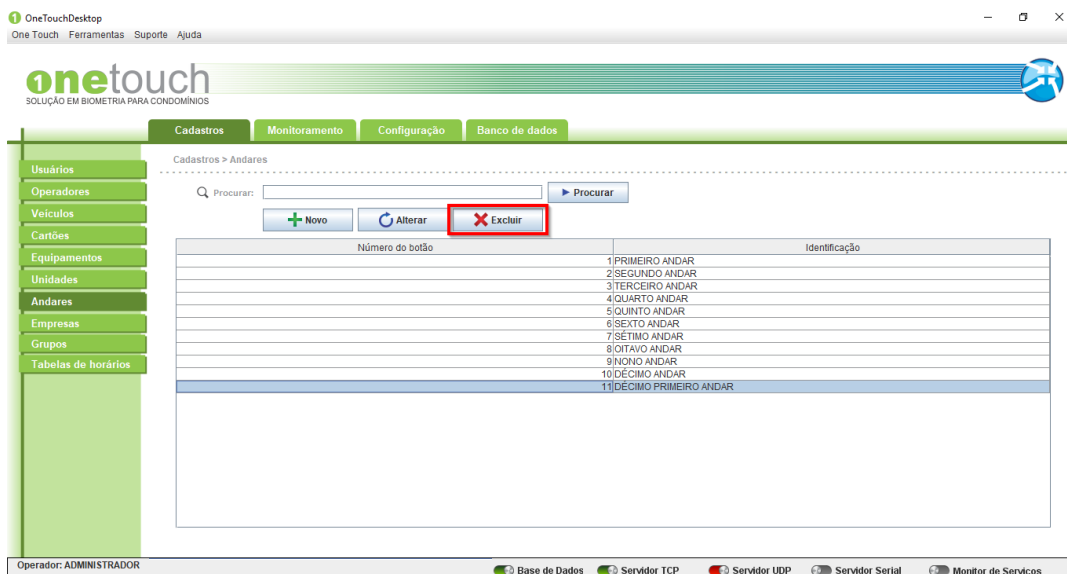 OneTouchDesktop
One Touch Ferramentas Suporte Ajuda
onetouch
SOLUÇÃO EM BIOMETRIA PARA CONDOMÍNIOS
Cadastros Monitoramento Configuração Banco de dados
Cadastros > Andares
Usuários
Operadores
Veículos
Cartões
Equipamentos
Unidades
Andares
Empresas
Grupos
Tabelas de horários
Procurar: Procurar
Novo Alterar Excluir
Número do botão Identificação
1 PRIMEIRO ANDAR
2 SEGUNDO ANDAR
3 TERCEIRO ANDAR
4 QUARTO ANDAR
5 QUINTO ANDAR
6 SEXTO ANDAR
7 SÉTIMO ANDAR
8 OITAVO ANDAR
9 NONO ANDAR
10 DÉCIMO ANDAR
11 DÉCIMO PRIMEIRO ANDAR
Operador: ADMINISTRADOR Base de Dados Servidor TCP Servidor UDP Servidor Serial Monitor de Serviços